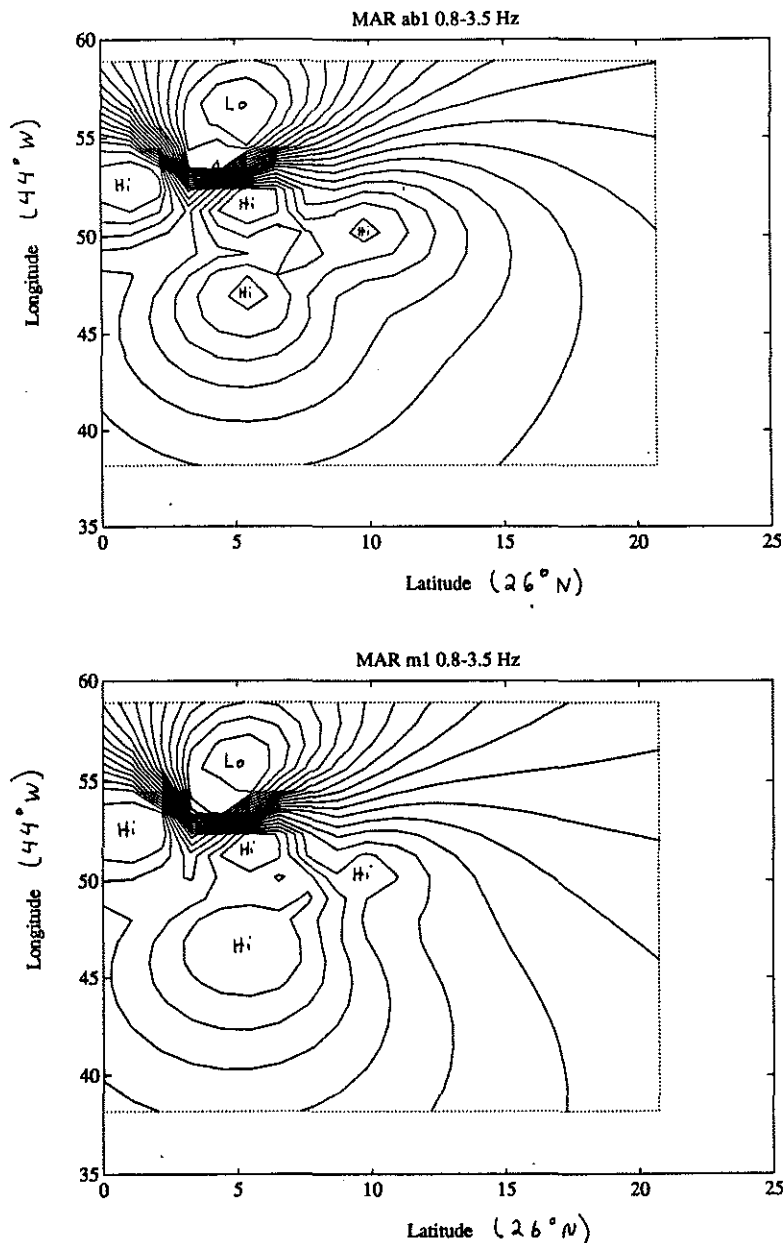 MAR ab1 0.8-3.5 Hz
60
Lo
55
Hi
Hi
Hi
50
Hi
45
40
35
0 5 10 15 20 25
Longitude (44° W)
Latitude (26° N)
MAR m1 0.8-3.5 Hz
60
Lo
55
Hi
Hi
Hi
50
Hi
45
40
35
0 5 10 15 20 25
Longitude (44° W)
Latitude (26° N)